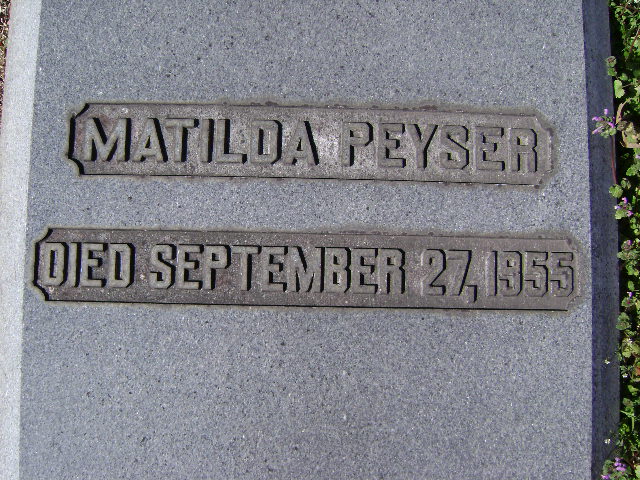 MATILDA PEYSER
DIED SEPTEMBER 27, 1955